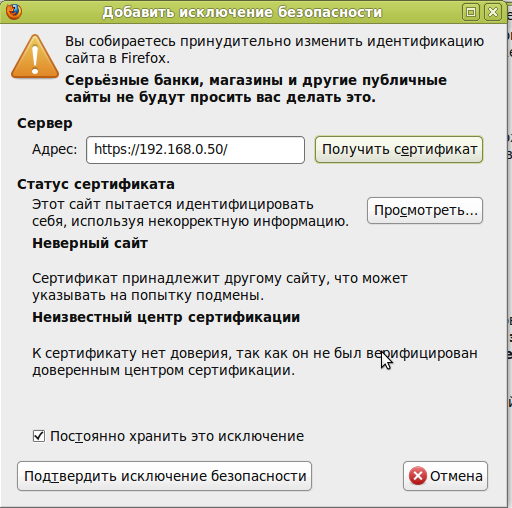 Добавить исключение безопасности
Вы собираетесь принудительно изменить идентификацию
сайта в Firefox.
Серьёзные банки, магазины и другие публичные
сайты не будут просить вас делать это.
Сервер
Адрес: https://192.168.0.50/ Получить сертификат
Статус сертификата
Этот сайт пытается идентифицировать
себя, используя некорректную информацию.
Просмотреть...
Неверный сайт
Сертификат принадлежит другому сайту, что может
указывать на попытку подмены.
Неизвестный центр сертификации
К сертификату нет доверия, так как он не был верифицирован
доверенным центром сертификации.
Постоянно хранить это исключение
Подтвердить исключение безопасности Отмена